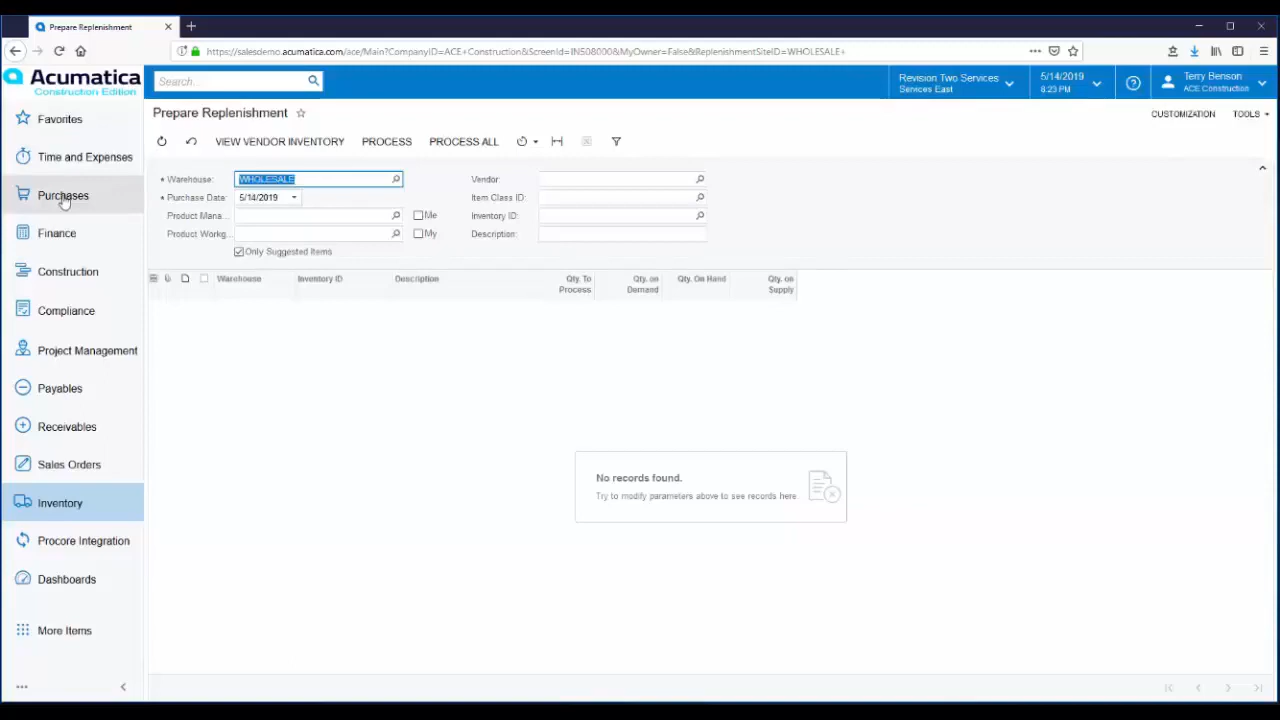 Prepare Replenishment
https://salesdemo.acumatica.com/ace/Main?CompanyID=ACE+Construction&ScreenId=IN508000&MyOwner=False&ReplenishmentSiteID=WHOLESALE+
Acumatica
Construction Edition
Search...
Revision Two Services
Services East
5/14/2019
8:23 PM
Terry Benson
ACE Construction
Favorites
Time and Expenses
Purchases
Finance
Construction
Compliance
Project Management
Payables
Receivables
Sales Orders
Inventory
Procore Integration
Dashboards
More Items
Prepare Replenishment
CUSTOMIZATION
TOOLS
VIEW VENDOR INVENTORY
PROCESS
PROCESS ALL
* Warehouse:
WHOLESALE
Vendor:
* Purchase Date:
5/14/2019
Item Class ID:
Product Mana...
Me
Inventory ID:
Product Workg...
My
Description:
Only Suggested Items
Warehouse
Inventory ID
Description
Qty. To
Process
Qty. on
Demand
Qty. On Hand
Qty. on
Supply
No records found.
Try to modify parameters above to see records here